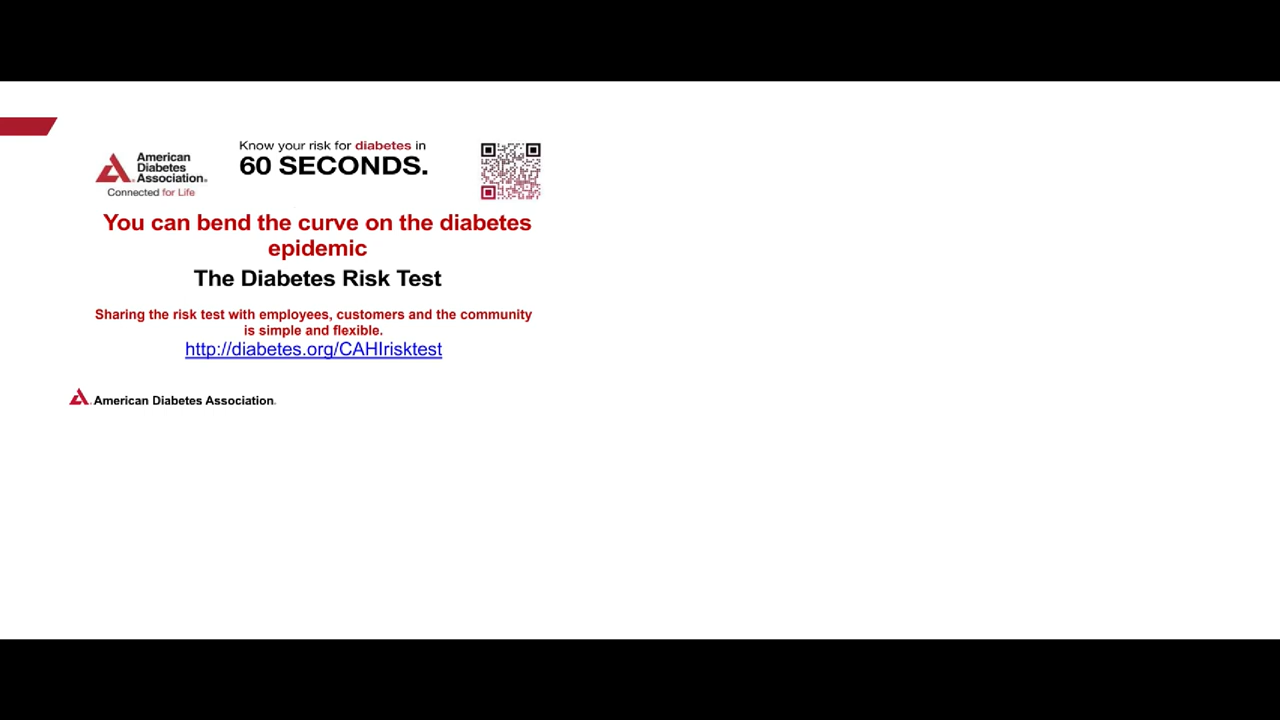 American
Diabetes
Association®
Connected for Life
Know your risk for diabetes in
60 SECONDS.
You can bend the curve on the diabetes
epidemic
The Diabetes Risk Test
Sharing the risk test with employees, customers and the community
is simple and flexible.
http://diabetes.org/CAHIrisktest
American Diabetes Association®